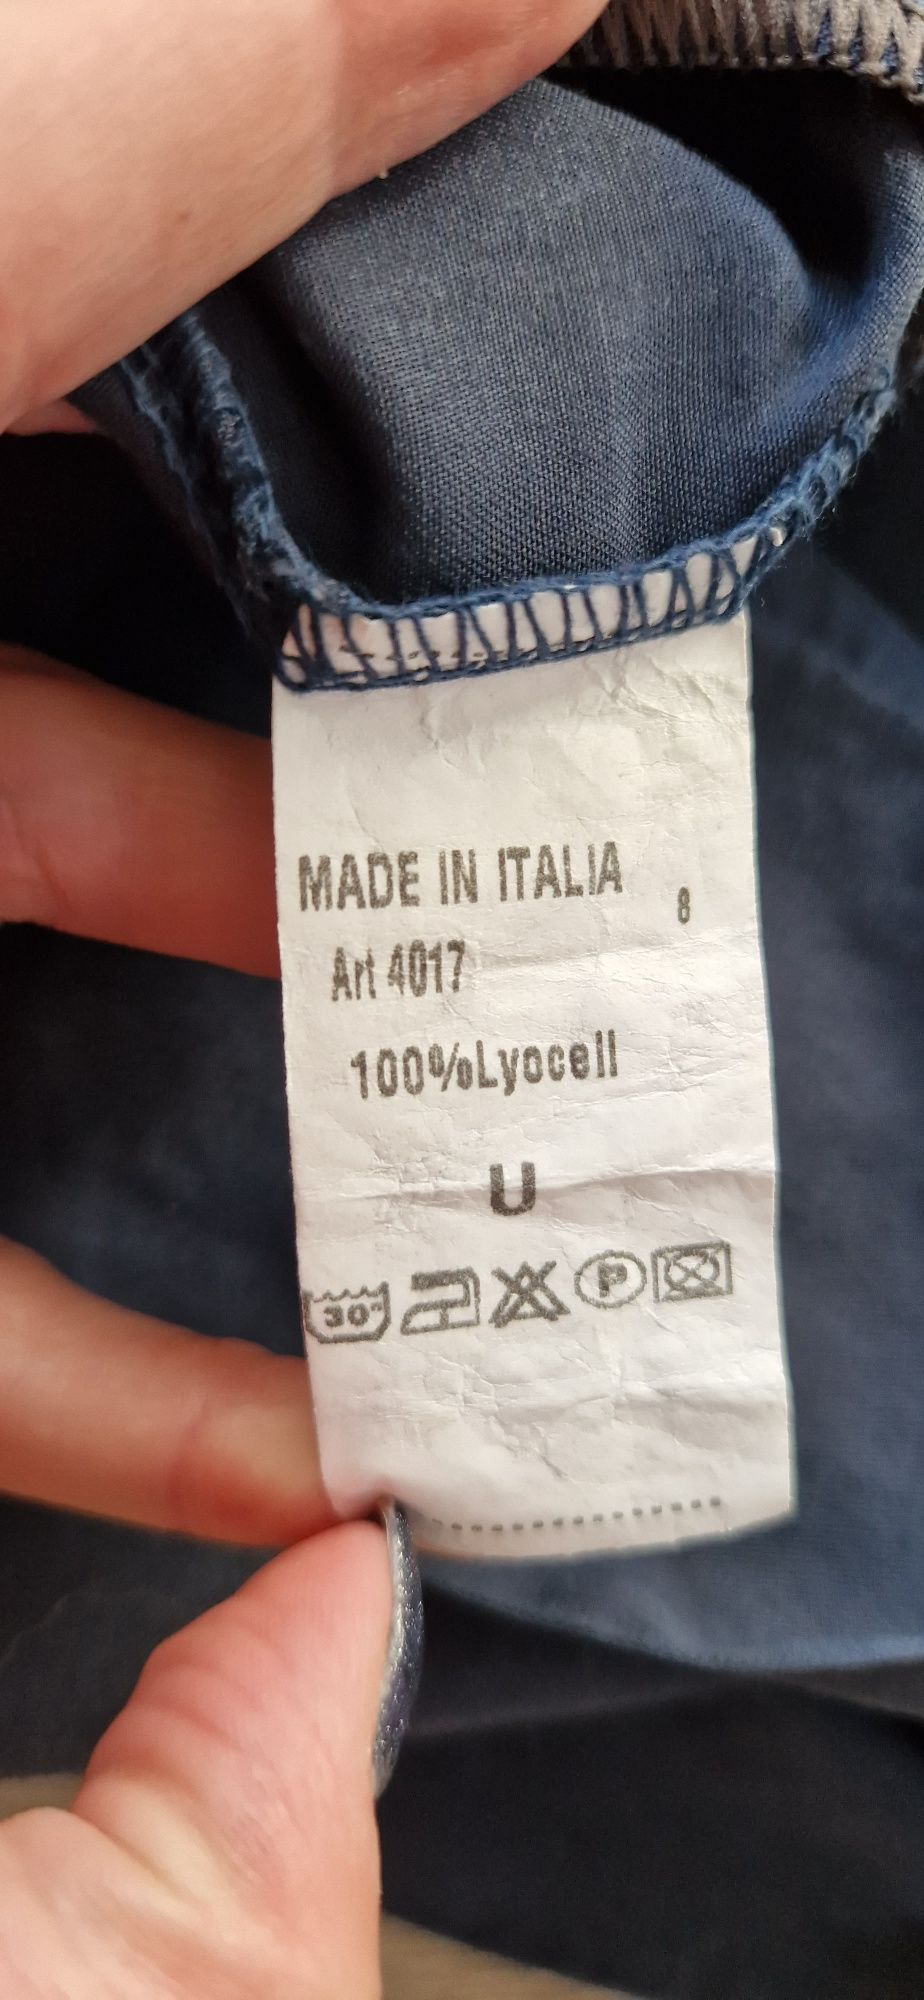 MADE IN ITALIA
8
Art 4017
100%Lyocell
U
30° P